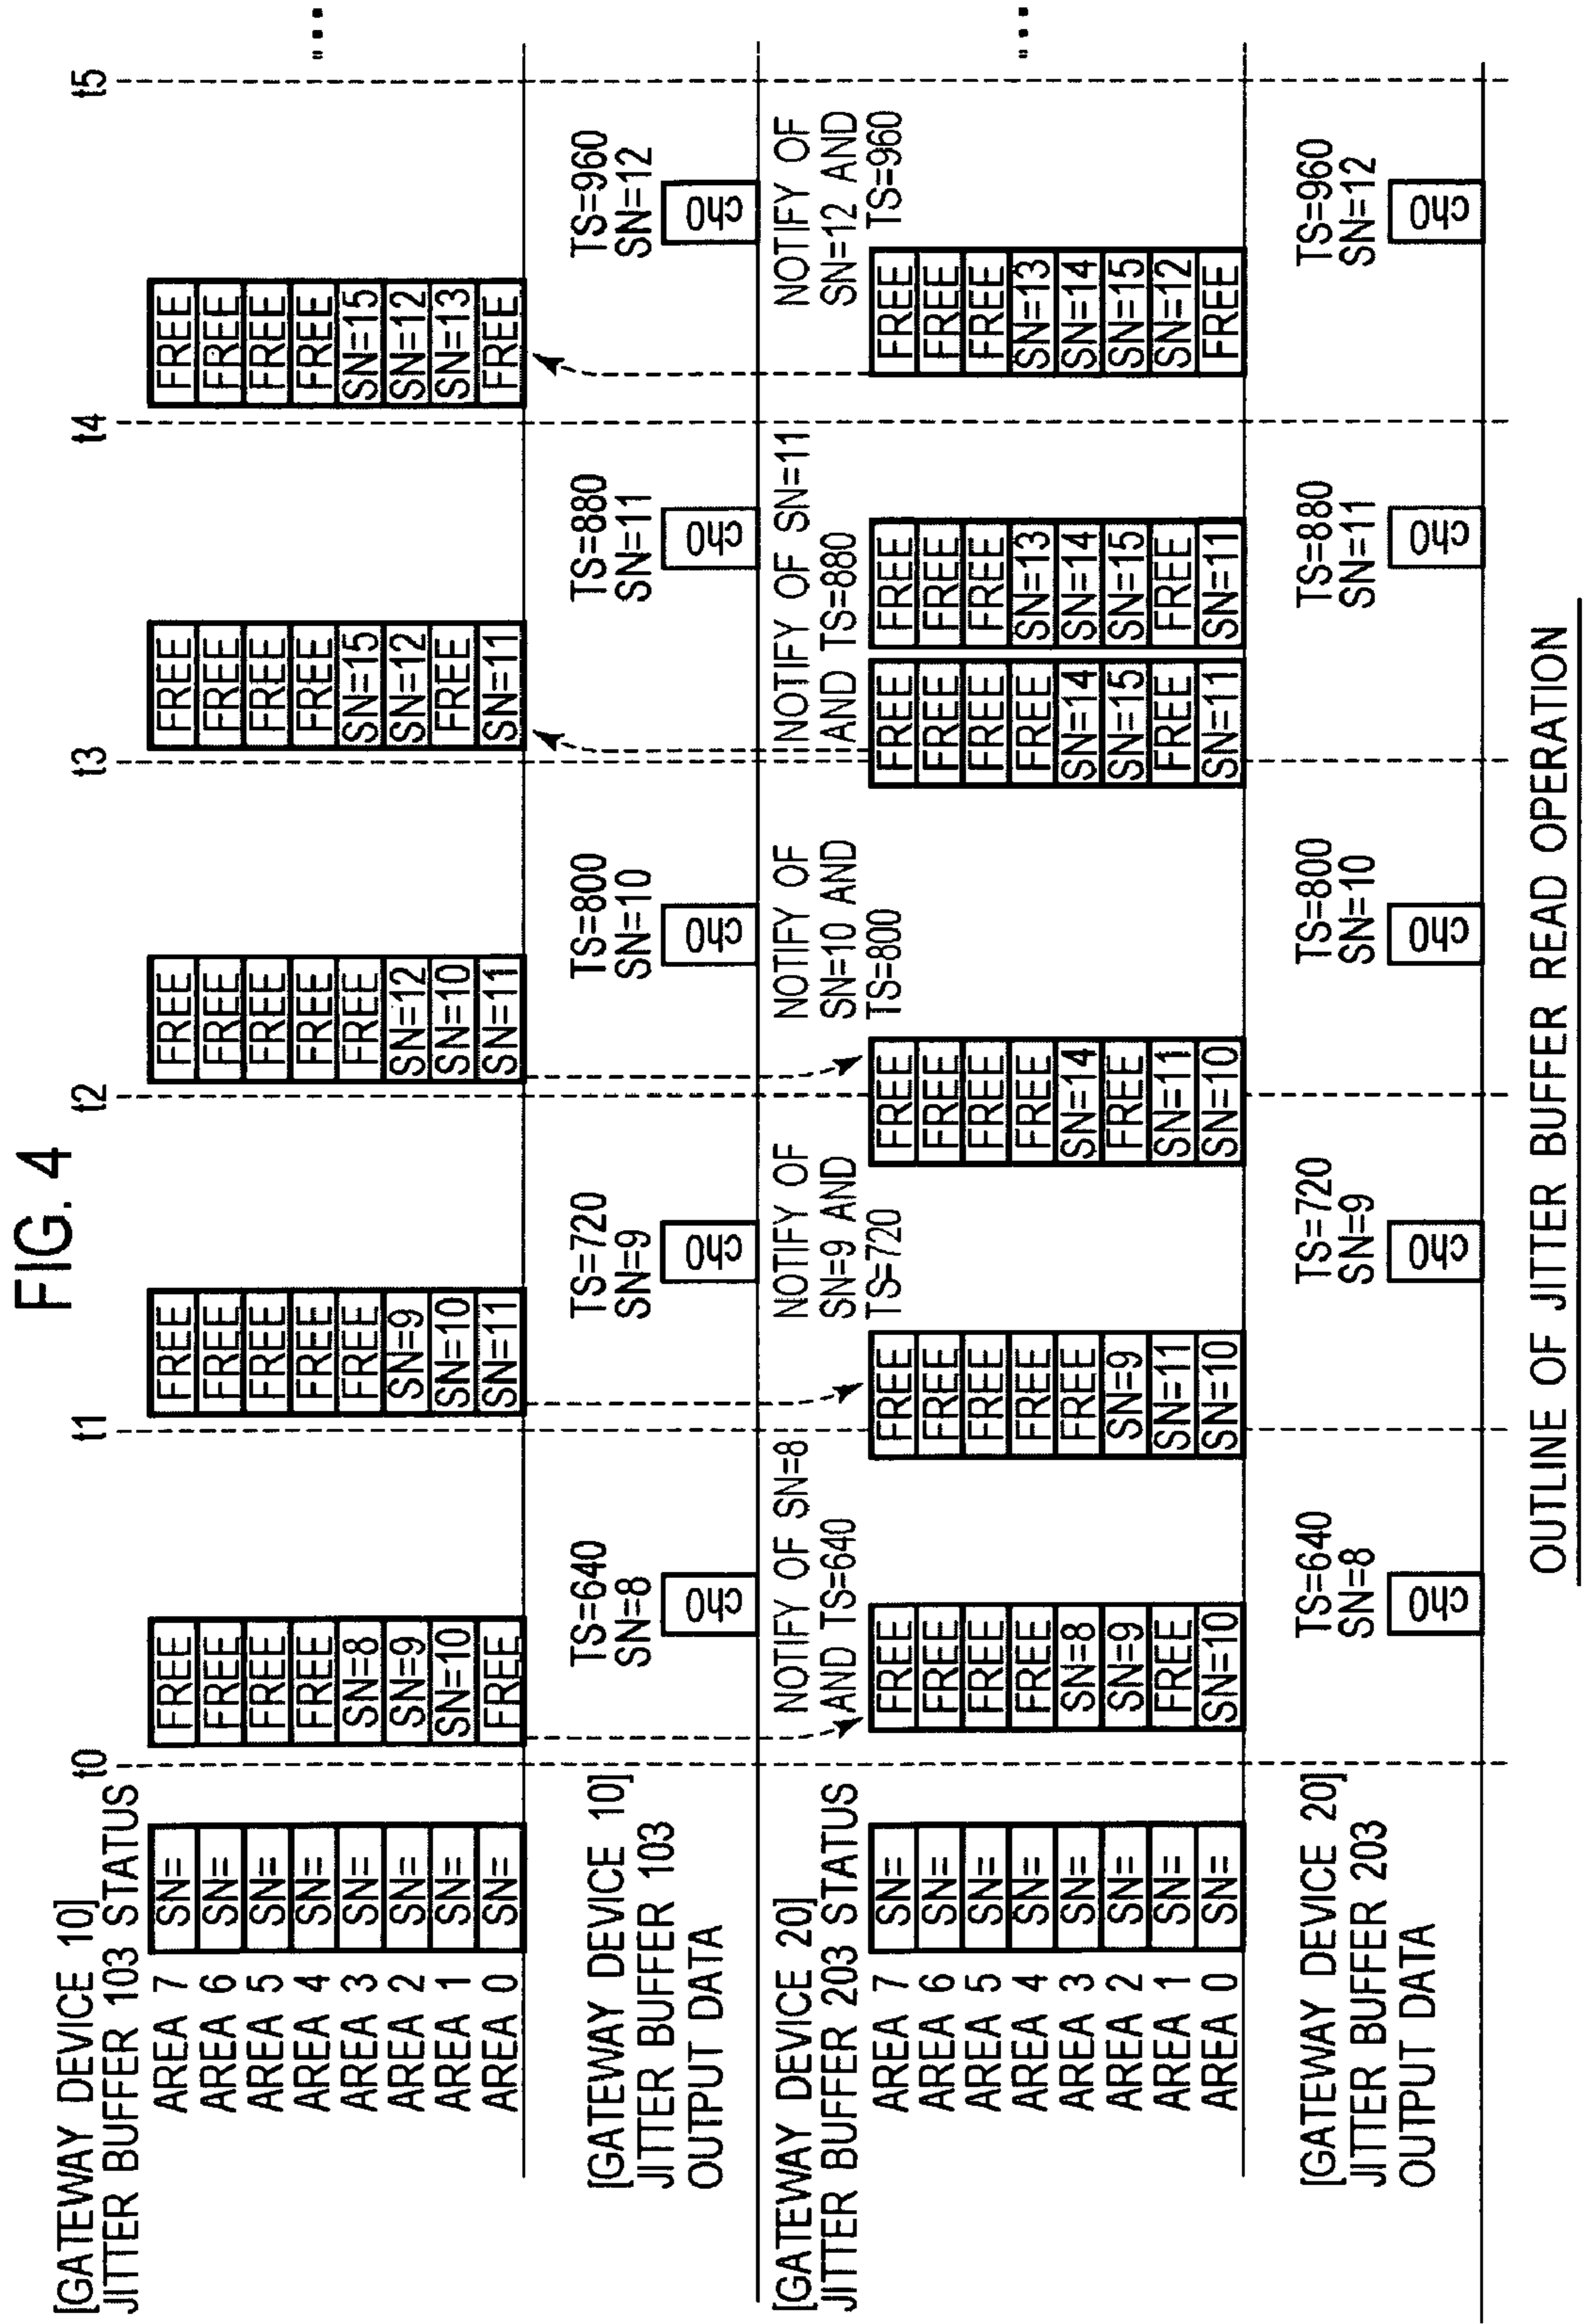 FIG. 4
[GATEWAY DEVICE 10]
JITTER BUFFER 103 STATUS
t0
t1
t2
t3
t4
t5
AREA 7
AREA 6
AREA 5
AREA 4
AREA 3
AREA 2
AREA 1
AREA 0
SN=
SN=
SN=
SN=
SN=
SN=
SN=
SN=
FREE
FREE
FREE
FREE
SN=8
SN=9
SN=10
FREE
FREE
FREE
FREE
FREE
FREE
SN=9
SN=10
SN=11
FREE
FREE
FREE
FREE
FREE
SN=12
SN=10
SN=11
FREE
FREE
FREE
FREE
SN=15
SN=12
FREE
SN=11
FREE
FREE
FREE
FREE
SN=15
SN=12
SN=13
FREE
...
[GATEWAY DEVICE 10]
JITTER BUFFER 103
OUTPUT DATA
TS=640
SN=8
ch0
TS=720
SN=9
ch0
TS=800
SN=10
ch0
TS=880
SN=11
ch0
TS=960
SN=12
ch0
[GATEWAY DEVICE 20]
JITTER BUFFER 203 STATUS
NOTIFY OF SN=8
AND TS=640
NOTIFY OF
SN=9 AND
TS=720
NOTIFY OF
SN=10 AND
TS=800
NOTIFY OF SN=11
AND TS=880
NOTIFY OF
SN=12 AND
TS=960
AREA 7
AREA 6
AREA 5
AREA 4
AREA 3
AREA 2
AREA 1
AREA 0
SN=
SN=
SN=
SN=
SN=
SN=
SN=
SN=
FREE
FREE
FREE
FREE
SN=8
SN=9
FREE
SN=10
FREE
FREE
FREE
FREE
FREE
SN=9
SN=11
SN=10
FREE
FREE
FREE
FREE
SN=14
FREE
SN=11
SN=10
FREE
FREE
FREE
FREE
SN=14
SN=15
FREE
SN=11
FREE
FREE
FREE
SN=13
SN=14
SN=15
FREE
SN=11
FREE
FREE
FREE
SN=13
SN=14
SN=15
SN=12
FREE
...
[GATEWAY DEVICE 20]
JITTER BUFFER 203
OUTPUT DATA
TS=640
SN=8
ch0
TS=720
SN=9
ch0
TS=800
SN=10
ch0
TS=880
SN=11
ch0
TS=960
SN=12
ch0
OUTLINE OF JITTER BUFFER READ OPERATION